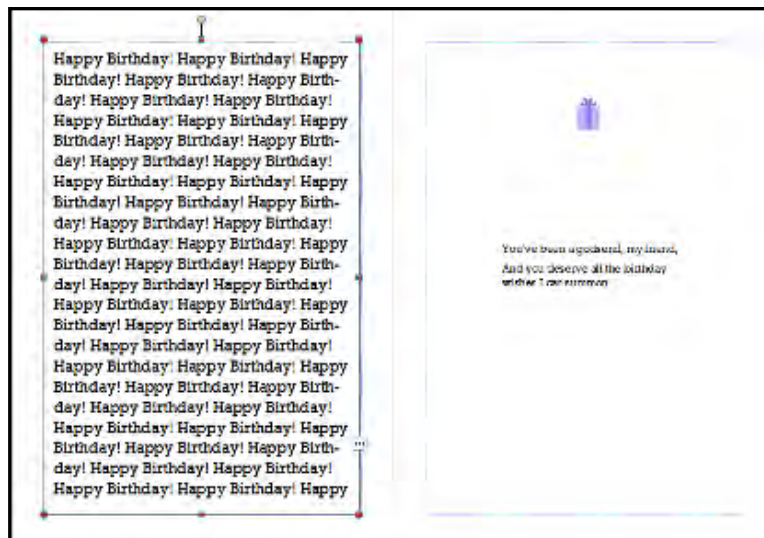 Happy Birthday! Happy Birthday! Happy
Birthday! Happy Birthday! Happy Birth-
day! Happy Birthday! Happy Birthday!
Happy Birthday! Happy Birthday! Happy
Birthday! Happy Birthday! Happy Birth-
day! Happy Birthday! Happy Birthday!
Happy Birthday! Happy Birthday! Happy
Birthday! Happy Birthday! Happy Birth-
day! Happy Birthday! Happy Birthday!
Happy Birthday! Happy Birthday! Happy
Birthday! Happy Birthday! Happy Birth-
day! Happy Birthday! Happy Birthday!
Happy Birthday! Happy Birthday! Happy
Birthday! Happy Birthday! Happy Birth-
day! Happy Birthday! Happy Birthday!
Happy Birthday! Happy Birthday! Happy
Birthday! Happy Birthday! Happy Birth-
day! Happy Birthday! Happy Birthday!
Happy Birthday! Happy Birthday! Happy
Birthday! Happy Birthday! Happy Birth-
day! Happy Birthday! Happy Birthday!
Happy Birthday! Happy Birthday! Happy
You've been a godsend, my friend,
And you deserve all the birthday
wishes I can summon